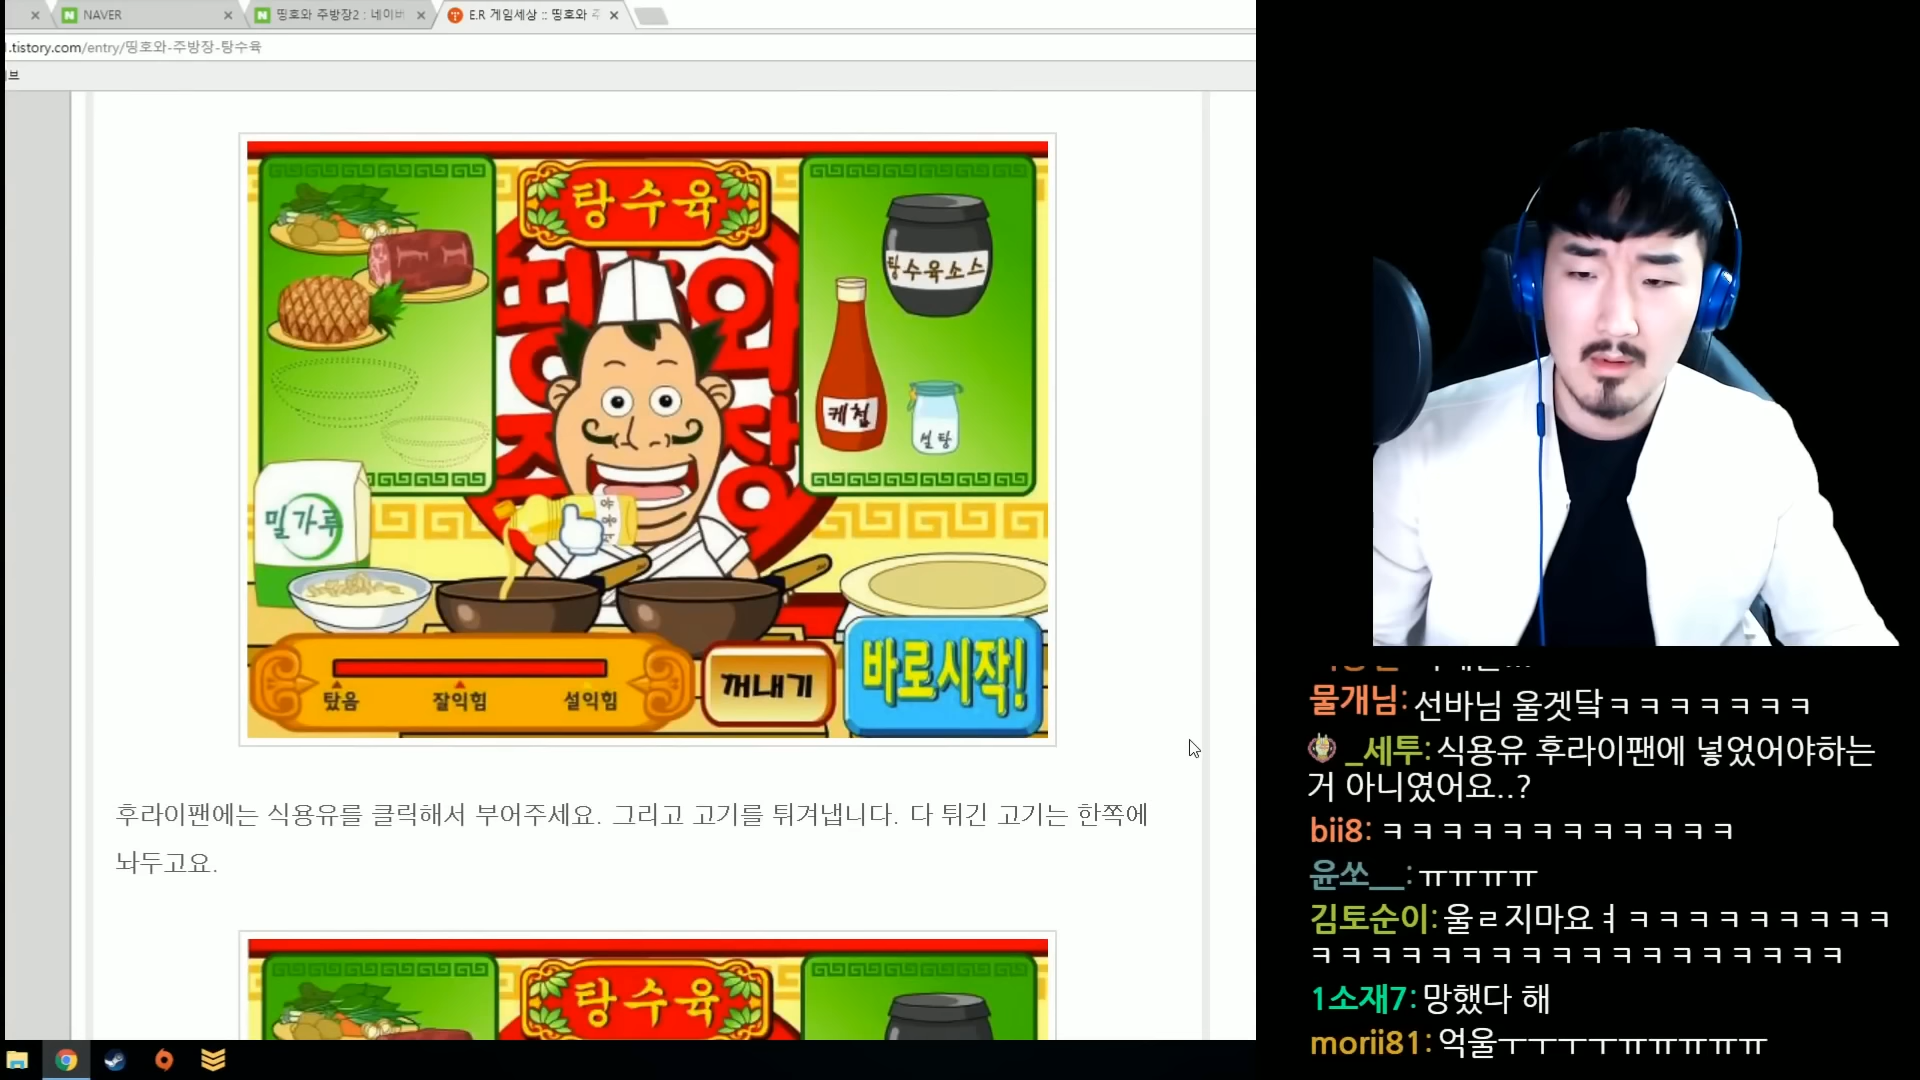 NAVER
띵호와 주방장2 : 네이버
E.R 게임세상 :: 띵호와 주
.tistory.com/entry/띵호와-주방장-탕수육
브
탕수육
띵호와
주방장
탕수육소스
케첩
설탕
밀가루
탔음
잘익힘
설익힘
꺼내기
바로시작!
후라이팬에는 식용유를 클릭해서 부어주세요. 그리고 고기를 튀겨냅니다. 다 튀긴 고기는 한쪽에
놔두고요.
탕수육
물개님: 선바님 울겟닼ㅋㅋㅋㅋㅋㅋㅋ
_세투: 식용유 후라이팬에 넣었어야하는
거 아니였어요..?
bii8: ㅋㅋㅋㅋㅋㅋㅋㅋㅋㅋㅋㅋ
윤쏘__: ㅠㅠㅠㅠ
김토순이: 울ㄹ지마요ㅕㅋㅋㅋㅋㅋㅋㅋㅋㅋ
ㅋㅋㅋㅋㅋㅋㅋㅋㅋㅋㅋㅋㅋㅋㅋㅋㅋㅋ
1소재7: 망했다 해
morii81: 억울ㅜㅜㅜㅜㅠㅠㅠㅠㅠ